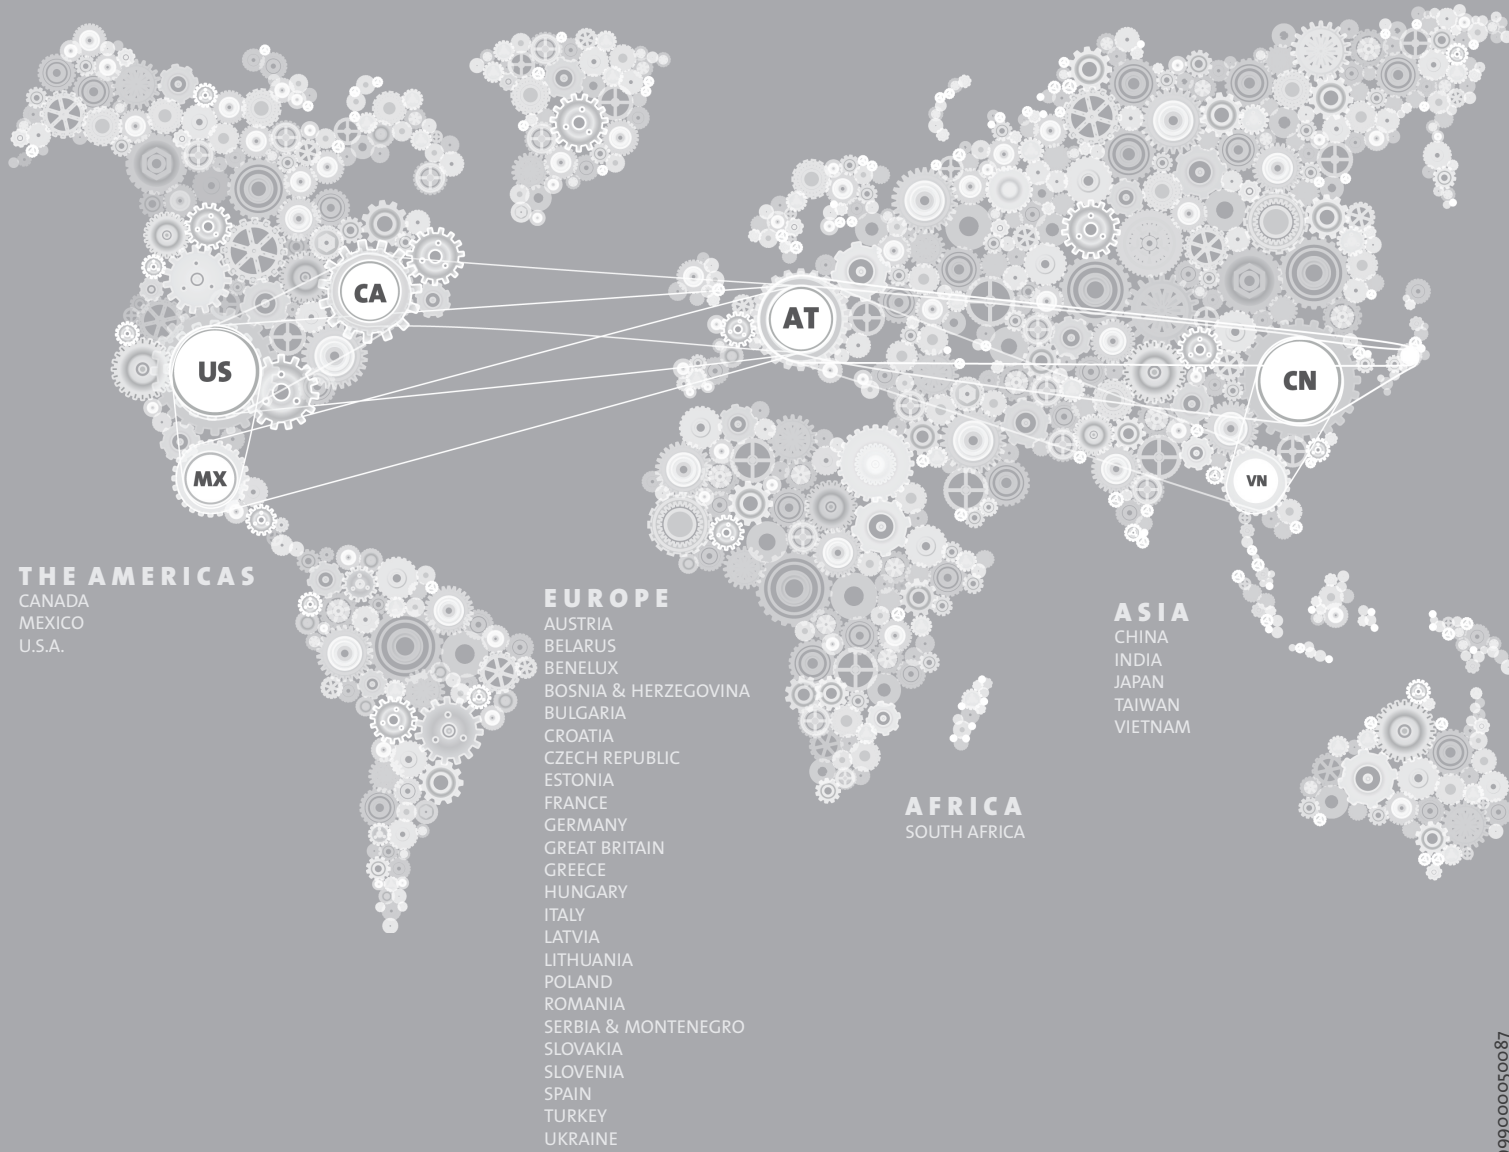 CA
AT
US
CN
MX
VN
THE AMERICAS
CANADA
MEXICO
U.S.A.
EUROPE
AUSTRIA
BELARUS
BENELUX
BOSNIA & HERZEGOVINA
BULGARIA
CROATIA
CZECH REPUBLIC
ESTONIA
FRANCE
GERMANY
GREAT BRITAIN
GREECE
HUNGARY
ITALY
LATVIA
LITHUANIA
POLAND
ROMANIA
SERBIA & MONTENEGRO
SLOVAKIA
SLOVENIA
SPAIN
TURKEY
UKRAINE
AFRICA
SOUTH AFRICA
ASIA
CHINA
INDIA
JAPAN
TAIWAN
VIETNAM